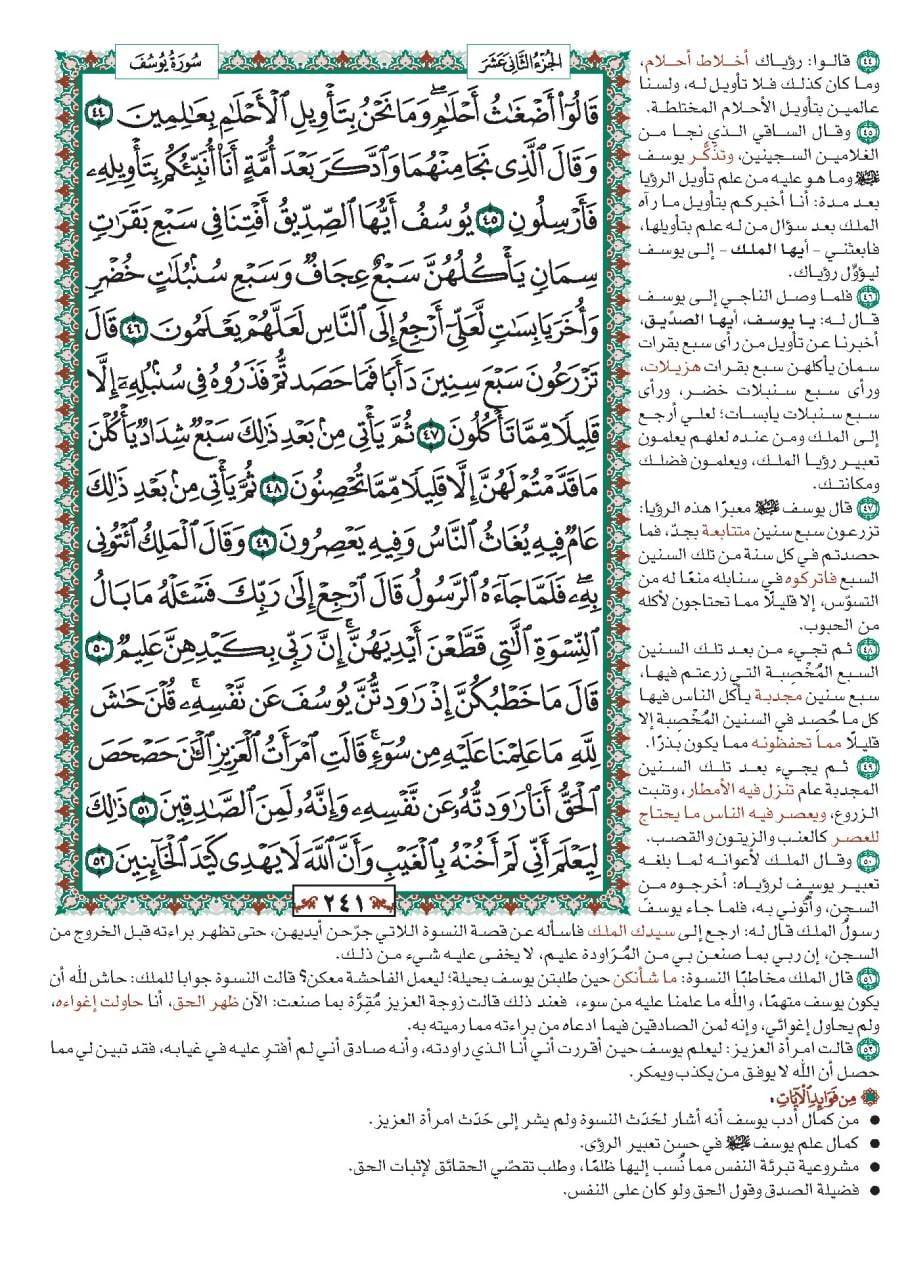 الجُزْءُ الثَّانِي عَشَرَ
سُورَةُ يُوسُفَ
قَالُوٓاْ أَضۡغَٰثُ أَحۡلَٰمٖۖ وَمَا نَحۡنُ بِتَأۡوِيلِ ٱلۡأَحۡلَٰمِ بِعَٰلِمِينَ ٤٤
وَقَالَ ٱلَّذِي نَجَا مِنۡهُمَا وَٱدَّكَرَ بَعۡدَ أُمَّةٍ أَنَا۠ أُنَبِّئُكُم بِتَأۡوِيلِهِۦ
فَأَرۡسِلُونِ ٤٥ يُوسُفُ أَيُّهَا ٱلصِّدِّيقُ أَفۡتِنَا فِي سَبۡعِ بَقَرَٰتٖ
سِمَانٖ يَأۡكُلُهُنَّ سَبۡعٌ عِجَافٞ وَسَبۡعِ سُنۢبُلَٰتٍ خُضۡرٖ
وَأُخَرَ يَابِسَٰتٖ لَّعَلِّيٓ أَرۡجِعُ إِلَى ٱلنَّاسِ لَعَلَّهُمۡ يَعۡلَمُونَ ٤٦ قَالَ
تَزۡرَعُونَ سَبۡعَ سِنِينَ دَأَبٗا فَمَا حَصَدتُّمۡ فَذَرُوهُ فِي سُنۢبُلِهِۦٓ إِلَّا
قَلِيلٗا مِّمَّا تَأۡكُلُونَ ٤٧ ثُمَّ يَأۡتِي مِنۢ بَعۡدِ ذَٰلِكَ سَبۡعٞ شِدَادٞ يَأۡكُلۡنَ
مَا قَدَّمۡتُمۡ لَهُنَّ إِلَّا قَلِيلٗا مِّمَّا تُحۡصِنُونَ ٤٨ ثُمَّ يَأۡتِي مِنۢ بَعۡدِ ذَٰلِكَ
عَامٞ فِيهِ يُغَاثُ ٱلنَّاسُ وَفِيهِ يَعۡصِرُونَ ٤٩ وَقَالَ ٱلۡمَلِكُ ٱئۡتُونِي
بِهِۦۖ فَلَمَّا جَآءَهُ ٱلرَّسُولُ قَالَ ٱرۡجِعۡ إِلَىٰ رَبِّكَ فَسۡـَٔلۡهُ مَا بَالُ
ٱلنِّسۡوَةِ ٱلَّٰتِي قَطَّعۡنَ أَيۡدِيَهُنَّۚ إِنَّ رَبِّي بِكَيۡدِهِنَّ عَلِيمٞ ٥٠
قَالَ مَا خَطۡبُكُنَّ إِذۡ رَٰوَدتُّنَّ يُوسُفَ عَن نَّفۡسِهِۦۚ قُلۡنَ حَٰشَ
لِلَّهِ مَا عَلِمۡنَا عَلَيۡهِ مِن سُوٓءٖۚ قَالَتِ ٱمۡرَأَتُ ٱلۡعَزِيزِ ٱلۡـَٰٔنَ حَصۡحَصَ
ٱلۡحَقُّ أَنَا۠ رَٰوَدتُّهُۥ عَن نَّفۡسِهِۦ وَإِنَّهُۥ لَمِنَ ٱلصَّٰدِقِينَ ٥١ ذَٰلِكَ
لِيَعۡلَمَ أَنِّي لَمۡ أَخُنۡهُ بِٱلۡغَيۡبِ وَأَنَّ ٱللَّهَ لَا يَهۡدِي كَيۡدَ ٱلۡخَآئِنِينَ ٥٢
٢٤١
٤٤ قالوا: رؤياك أخلاط أحلام،
وما كان كذلك فلا تأويل له، ولسنا
عالمين بتأويل الأحلام المختلطة.
٤٥ وقال الساقي الذي نجا من
الغلامين السجينين، وتذكَّر يوسف
ﷺ وما هو عليه من علم تأويل الرؤيا
بعد مدة: أنا أخبركم بتأويل ما رآه
الملك بعد سؤال من له علم بتأويلها،
فابعثني - أيها الملك - إلى يوسف
ليؤوِّل رؤياك.
٤٦ فلما وصل الناجي إلى يوسف
قال له: يا يوسف، أيها الصدّيق،
أخبرنا عن تأويل من رأى سبع بقرات
سمان يأكلهن سبع بقرات هزيلات،
ورأى سبع سنبلات خضر، ورأى
سبع سنبلات يابسات؛ لعلي أرجع
إلى الملك ومن عنده لعلهم يعلمون
تعبير رؤيا الملك، ويعلمون فضلك
ومكانتك.
٤٧ قال يوسف ﷺ معبرًا هذه الرؤيا:
تزرعون سبع سنين متتابعة بجدّ، فما
حصدتم في كل سنة من تلك السنين
السبع فاتركوه في سنابله منعًا له من
التسوّس، إلا قليلًا مما تحتاجون لأكله
من الحبوب.
٤٨ ثم تجيء من بعد تلك السنين
السبع المُخْصِبة التي زرعتم فيها،
سبع سنين مجدبة يأكل الناس فيها
كل ما حُصِد في السنين المُخْصِبة إلا
قليلًا مما تحفظونه مما يكون بذرًا.
٤٩ ثم يجيء بعد تلك السنين
المجدبة عام تنزل فيه الأمطار، وتنبت
الزروع، ويعصر فيه الناس ما يحتاج
للعصر كالعنب والزيتون والقصب.
٥٠ وقال الملك لأعوانه لما بلغه
تعبير يوسف لرؤياه: أخرجوه من
السجن، وأتُوني به، فلما جاء يوسفَ
رسولُ الملك قال له: ارجع إلى سيدك الملك فاسأله عن قصة النسوة اللاتي جرّحن أيديهن، حتى تظهر براءته قبل الخروج من
السجن، إن ربي بما صنعن بي من المُرَاودة عليم، لا يخفى عليه شيء من ذلك.
٥١ قال الملك مخاطبًا النسوة: ما شأنكن حين طلبتن يوسف بحيلة؛ ليعمل الفاحشة معكن؟ قالت النسوة جوابا للملك: حاش لله أن
يكون يوسف متهمًا، والله ما علمنا عليه من سوء، فعند ذلك قالت زوجة العزيز مُقِرَّة بما صنعت: الآن ظهر الحق، أنا حاولت إغواءه،
ولم يحاول إغوائي، وإنه لمن الصادقين فيما ادعاه من براءته مما رميته به.
٥٢ قالت امرأة العزيز: ليعلم يوسف حين أقررت أني أنا الذي راودته، وأنه صادق أني لم أفترِ عليه في غيابه، فقد تبين لي مما
حصل أن الله لا يوفق من يكذب ويمكر.
مِن فَوَائِدِ الآيَاتِ:
● من كمال أدب يوسف أنه أشار لحَدَث النسوة ولم يشر إلى حَدَث امرأة العزيز.
● كمال علم يوسف ﷺ في حسن تعبير الرؤى.
● مشروعية تبرئة النفس مما نُسب إليها ظلمًا، وطلب تقصّي الحقائق لإثبات الحق.
● فضيلة الصدق وقول الحق ولو كان على النفس.